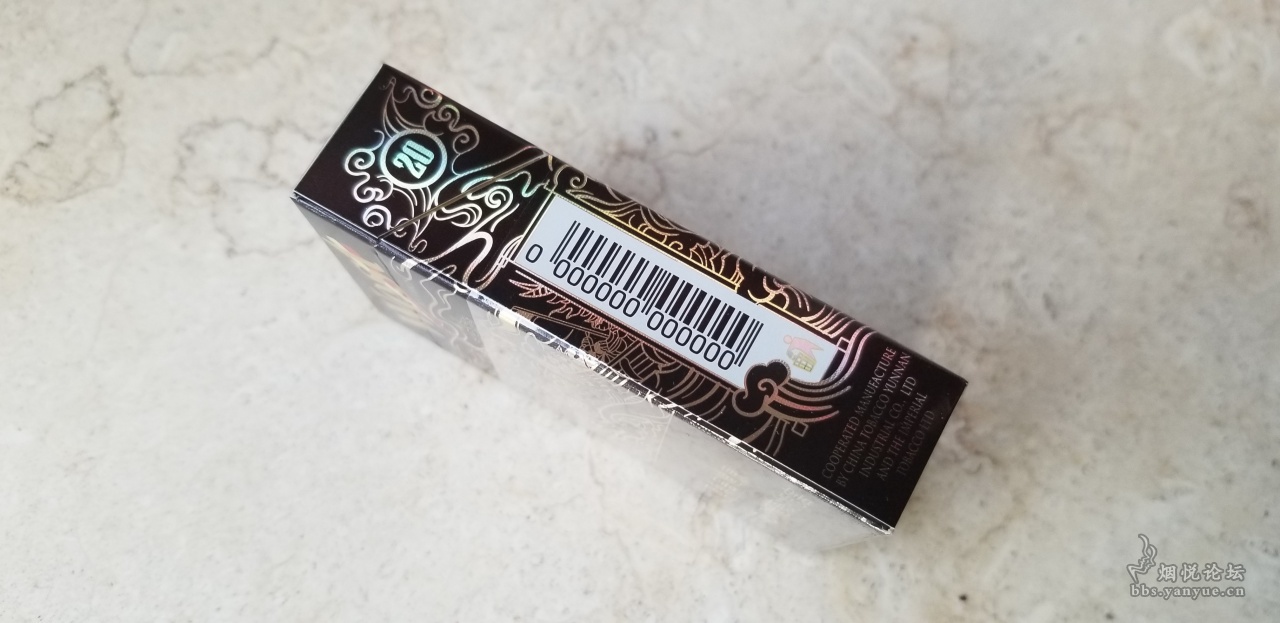 20
0 000000 000000
COOPERATED MANUFACTURE
BY CHINA TOBACCO YUNNAN
INDUSTRIAL CO., LTD
AND THE IMPERIAL
TOBACCO LTD.
烟悦论坛
bbs.yanyue.cn